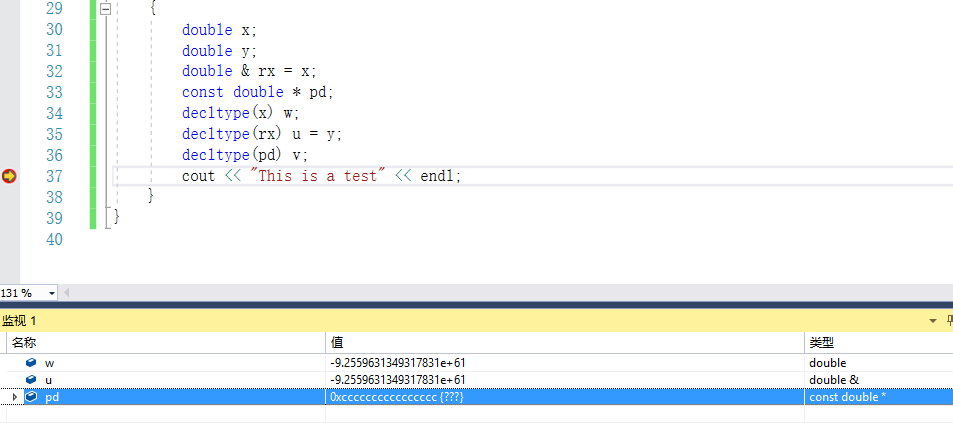 29 {
30 double x;
31 double y;
32 double & rx = x;
33 const double * pd;
34 decltype(x) w;
35 decltype(rx) u = y;
36 decltype(pd) v;
37 cout << "This is a test" << endl;
38 }
39 }
40
131 %
监视 1
名称 值 类型
w -9.2559631349317831e+61 double
u -9.2559631349317831e+61 double &
pd 0xcccccccccccccccc {???} const double *